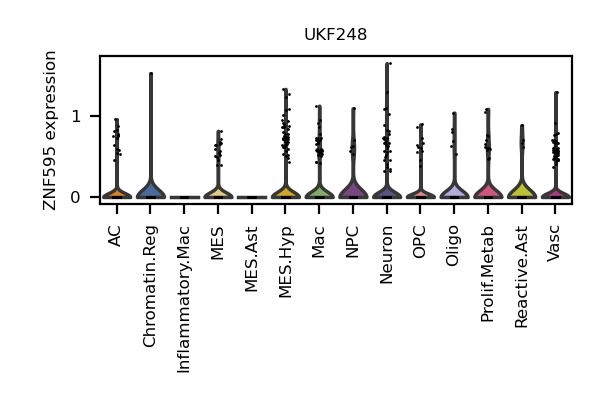 UKF248
ZNF595 expression
1
0
AC
Chromatin.Reg
Inflammatory.Mac
MES
MES.Ast
MES.Hyp
Mac
NPC
Neuron
OPC
Oligo
Prolif.Metab
Reactive.Ast
Vasc